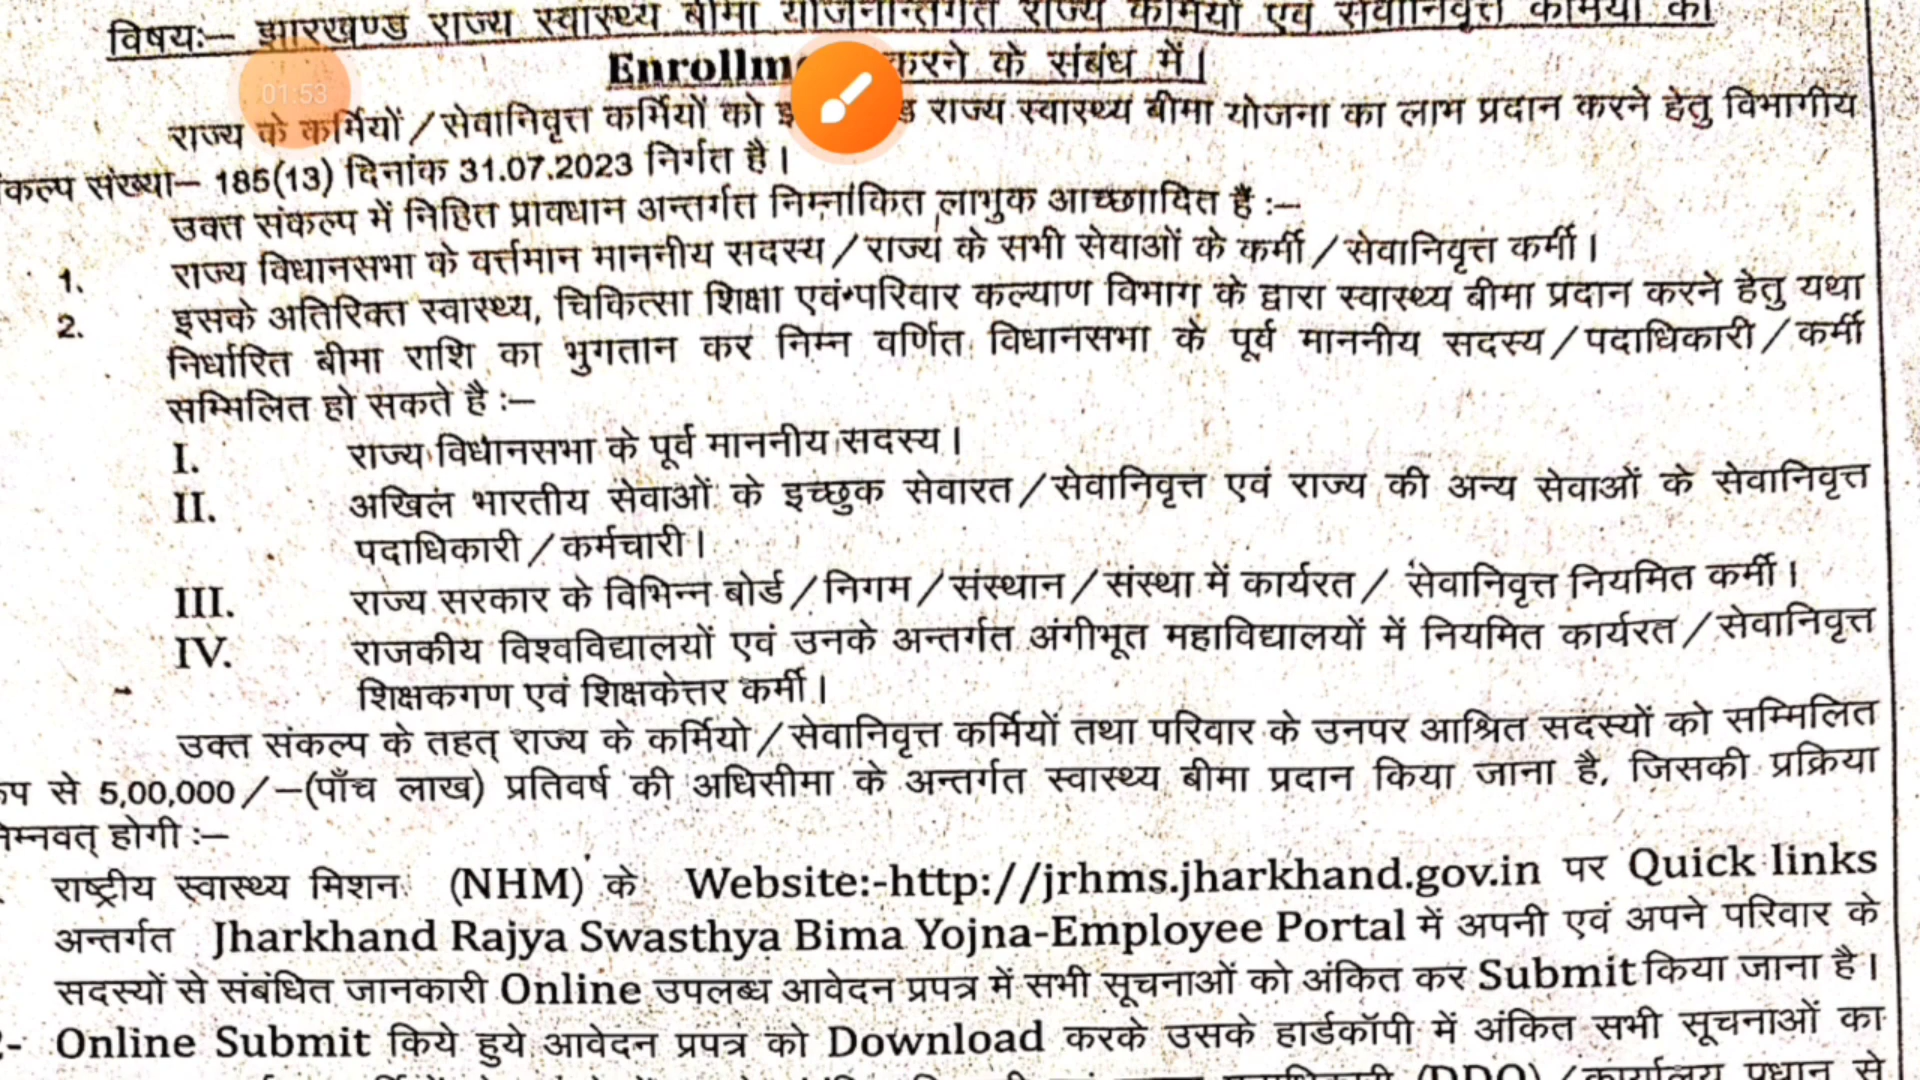 विषयः– झारखण्ड राज्य स्वास्थ्य बीमा योजनान्तर्गत राज्य कर्मियों एवं सेवानिवृत्त कर्मियों का
करने के संबंध में।
01:53
राज्य के कर्मियों/सेवानिवृत्त कर्मियों को राज्य स्वास्थ्य बीमा योजना का लाभ प्रदान करने हेतु विभागीय
संख्या– 185(13) दिनांक 31.07.2023 निर्गत है।
उक्त संकल्प में निहित प्रावधान अन्तर्गत निम्नांकित लाभुक आच्छाादित हैं :–
1. राज्य विधानसभा के वर्त्तमान माननीय सदस्य/राज्य के सभी सेवाओं के कर्मी/सेवानिवृत्त कर्मी।
2. इसके अतिरिक्त स्वास्थ्य, चिकित्सा शिक्षा एवं परिवार कल्याण विभाग के द्वारा स्वास्थ्य बीमा प्रदान करने हेतु यथा
निर्धारित बीमा राशि का भुगतान कर निम्न वर्णित विधानसभा के पूर्व माननीय सदस्य/पदाधिकारी/कर्मी
सम्मिलित हो सकते है :–
I. राज्य विधानसभा के पूर्व माननीय सदस्य।
II. अखिल भारतीय सेवाओं के इच्छुक सेवारत/सेवानिवृत्त एवं राज्य की अन्य सेवाओं के सेवानिवृत्त
पदाधिकारी/कर्मचारी।
III. राज्य सरकार के विभिन्न बोर्ड/निगम/संस्थान/संस्था में कार्यरत/ सेवानिवृत्त नियमित कर्मी।
IV. राजकीय विश्वविद्यालयों एवं उनके अन्तर्गत अंगीभूत महाविद्यालयों में नियमित कार्यरत/सेवानिवृत्त
शिक्षकगण एवं शिक्षकेत्तर कर्मी।
उक्त संकल्प के तहत् राज्य के कर्मियो/सेवानिवृत्त कर्मियों तथा परिवार के उनपर आश्रित सदस्यों को सम्मिलित
से 5,00,000/–(पाँच लाख) प्रतिवर्ष की अधिसीमा के अन्तर्गत स्वास्थ्य बीमा प्रदान किया जाना है, जिसकी प्रक्रिया
होगी :–
राष्ट्रीय स्वास्थ्य मिशन (NHM) के Website:-http://jrhms.jharkhand.gov.in पर Quick links
अन्तर्गत Jharkhand Rajya Swasthya Bima Yojna-Employee Portal में अपनी एवं अपने परिवार के
सदस्यों से संबंधित जानकारी Online उपलब्ध आवेदन प्रपत्र में सभी सूचनाओं को अंकित कर Submit किया जाना है।
Online Submit किये हुये आवेदन प्रपत्र को Download करके उसके हार्डकॉपी में अंकित सभी सूचनाओं का
(DDO)/कार्यालय प्रधान से